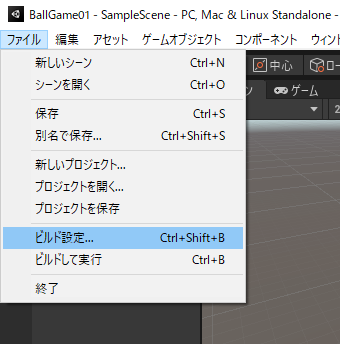 BallGame01 - SampleScene - PC, Mac & Linux Standalone -
ファイル 編集 アセット ゲームオブジェクト コンポーネント ウィント
新しいシーン Ctrl+N
シーンを開く Ctrl+O
保存 Ctrl+S
別名で保存... Ctrl+Shift+S
新しいプロジェクト...
プロジェクトを開く...
プロジェクトを保存
ビルド設定... Ctrl+Shift+B
ビルドして実行 Ctrl+B
終了
中心 ロー
ゲーム